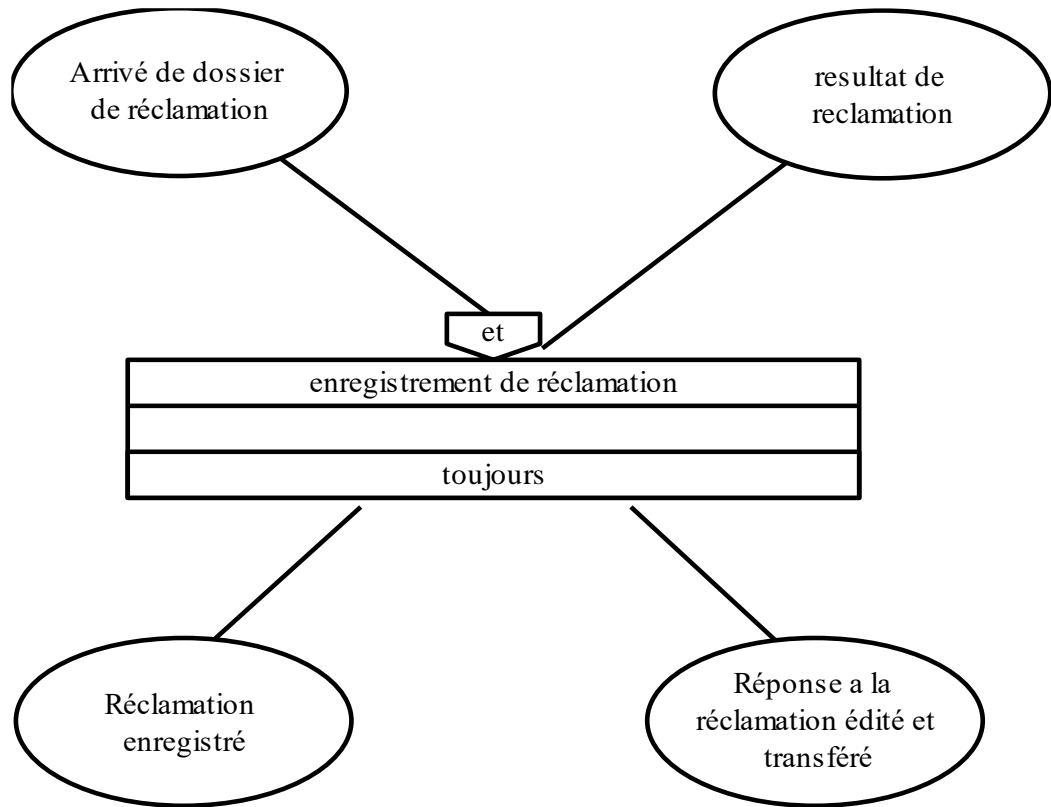 Arrivé de dossier
de réclamation
resultat de
reclamation
et
enregistrement de réclamation
toujours
Réclamation
enregistré
Réponse a la
réclamation édité et
transféré